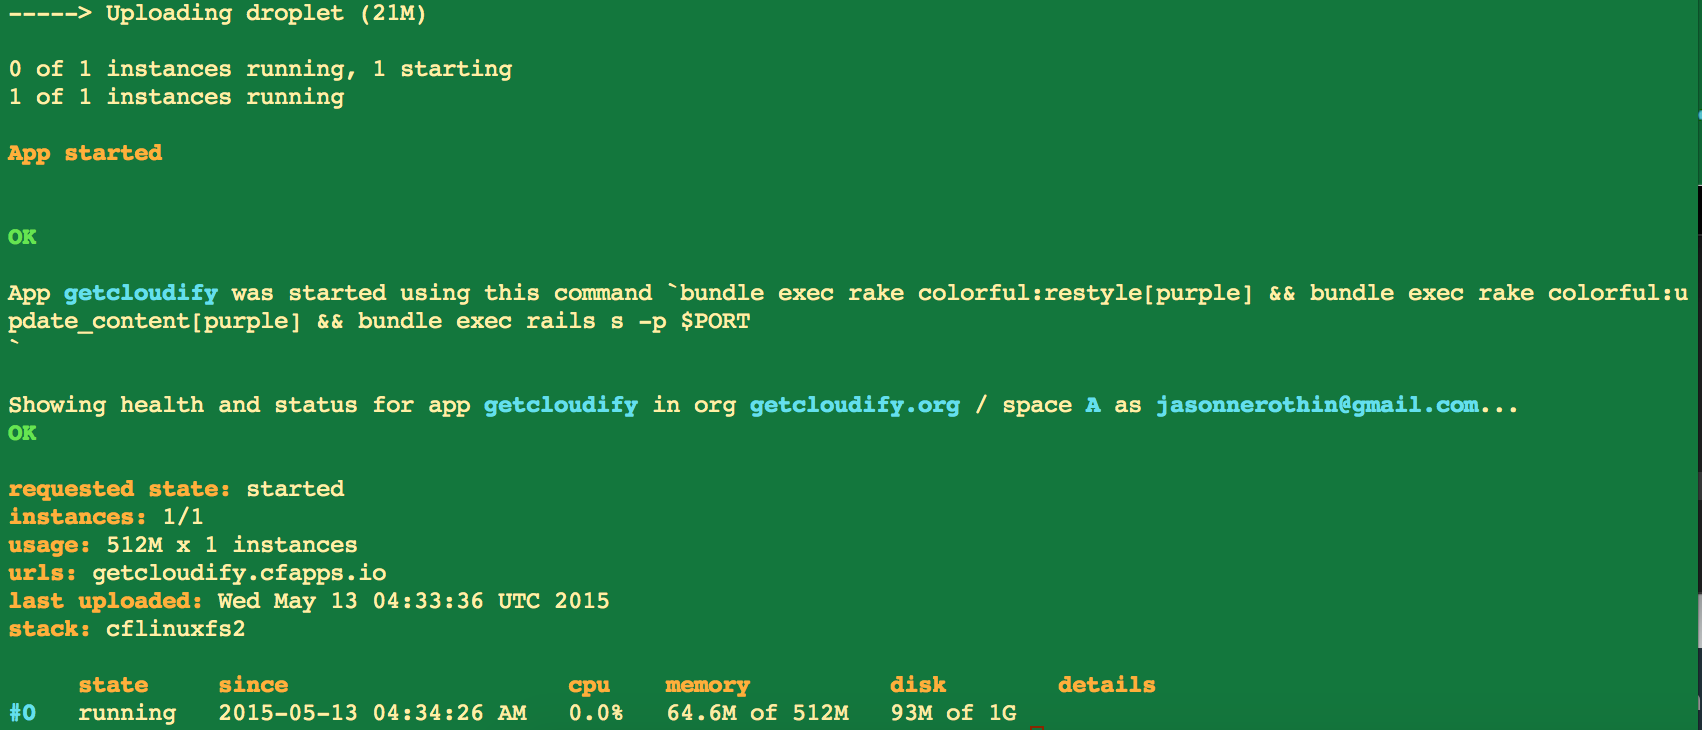 -----> Uploading droplet (21M)
0 of 1 instances running, 1 starting
1 of 1 instances running
App started
OK
App getcloudify was started using this command `bundle exec rake colorful:restyle[purple] && bundle exec rake colorful:u
pdate_content[purple] && bundle exec rails s -p $PORT
`
Showing health and status for app getcloudify in org getcloudify.org / space A as jasonnerothin@gmail.com...
OK
requested state: started
instances: 1/1
usage: 512M x 1 instances
urls: getcloudify.cfapps.io
last uploaded: Wed May 13 04:33:36 UTC 2015
stack: cflinuxfs2
state since cpu memory disk details
#0 running 2015-05-13 04:34:26 AM 0.0% 64.6M of 512M 93M of 1G